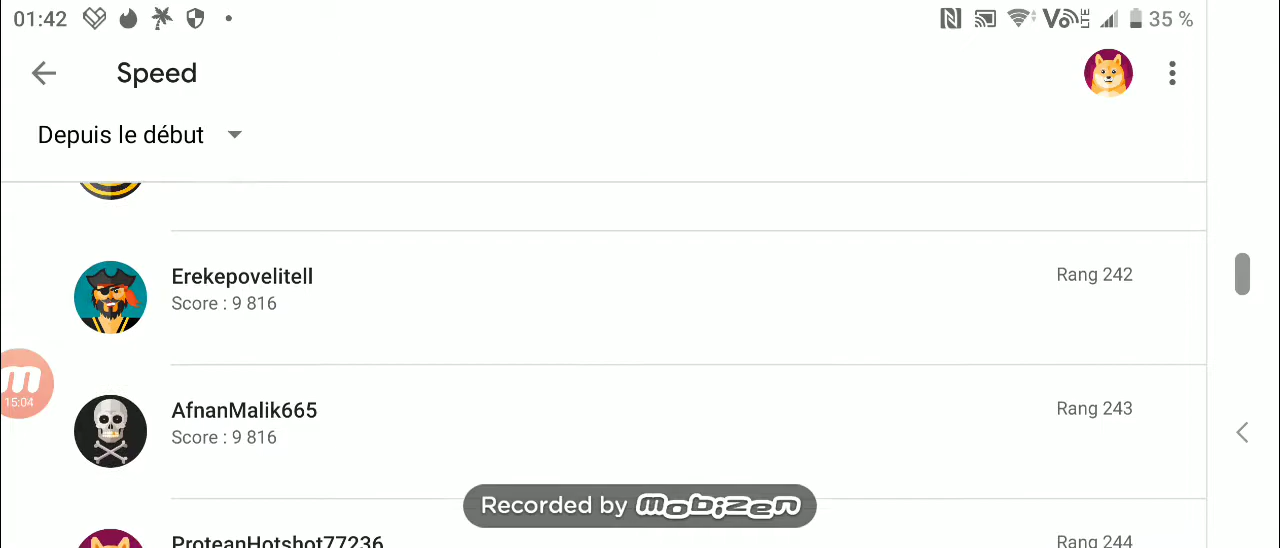 01:42
LTE
35 %
Speed
Depuis le début
Erekepovelitell
Rang 242
Score : 9 816
AfnanMalik665
Rang 243
Score : 9 816
m
15:04
Recorded by mobizen
ProteanHotshot77236
Rang 244